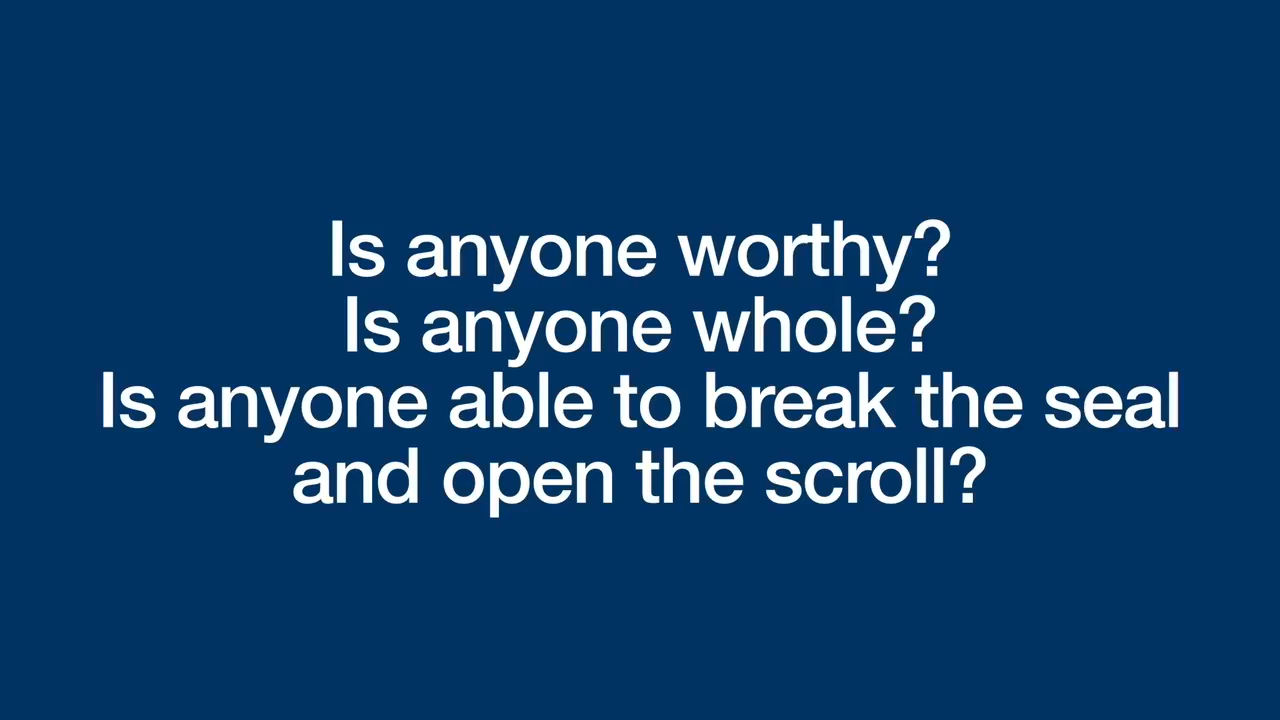 Is anyone worthy?
Is anyone whole?
Is anyone able to break the seal
and open the scroll?